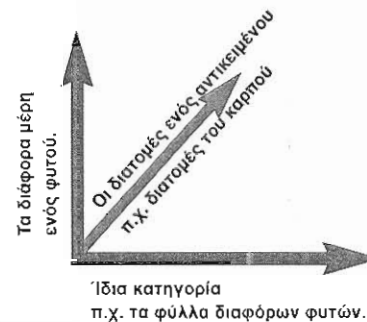 Τα διάφορα μέρη
ενός φυτού.
Οι διατομές ενός αντικειμένου
π.χ. διατομές του καρπού
Ίδια κατηγορία
π.χ. τα φύλλα διαφόρων φυτών.